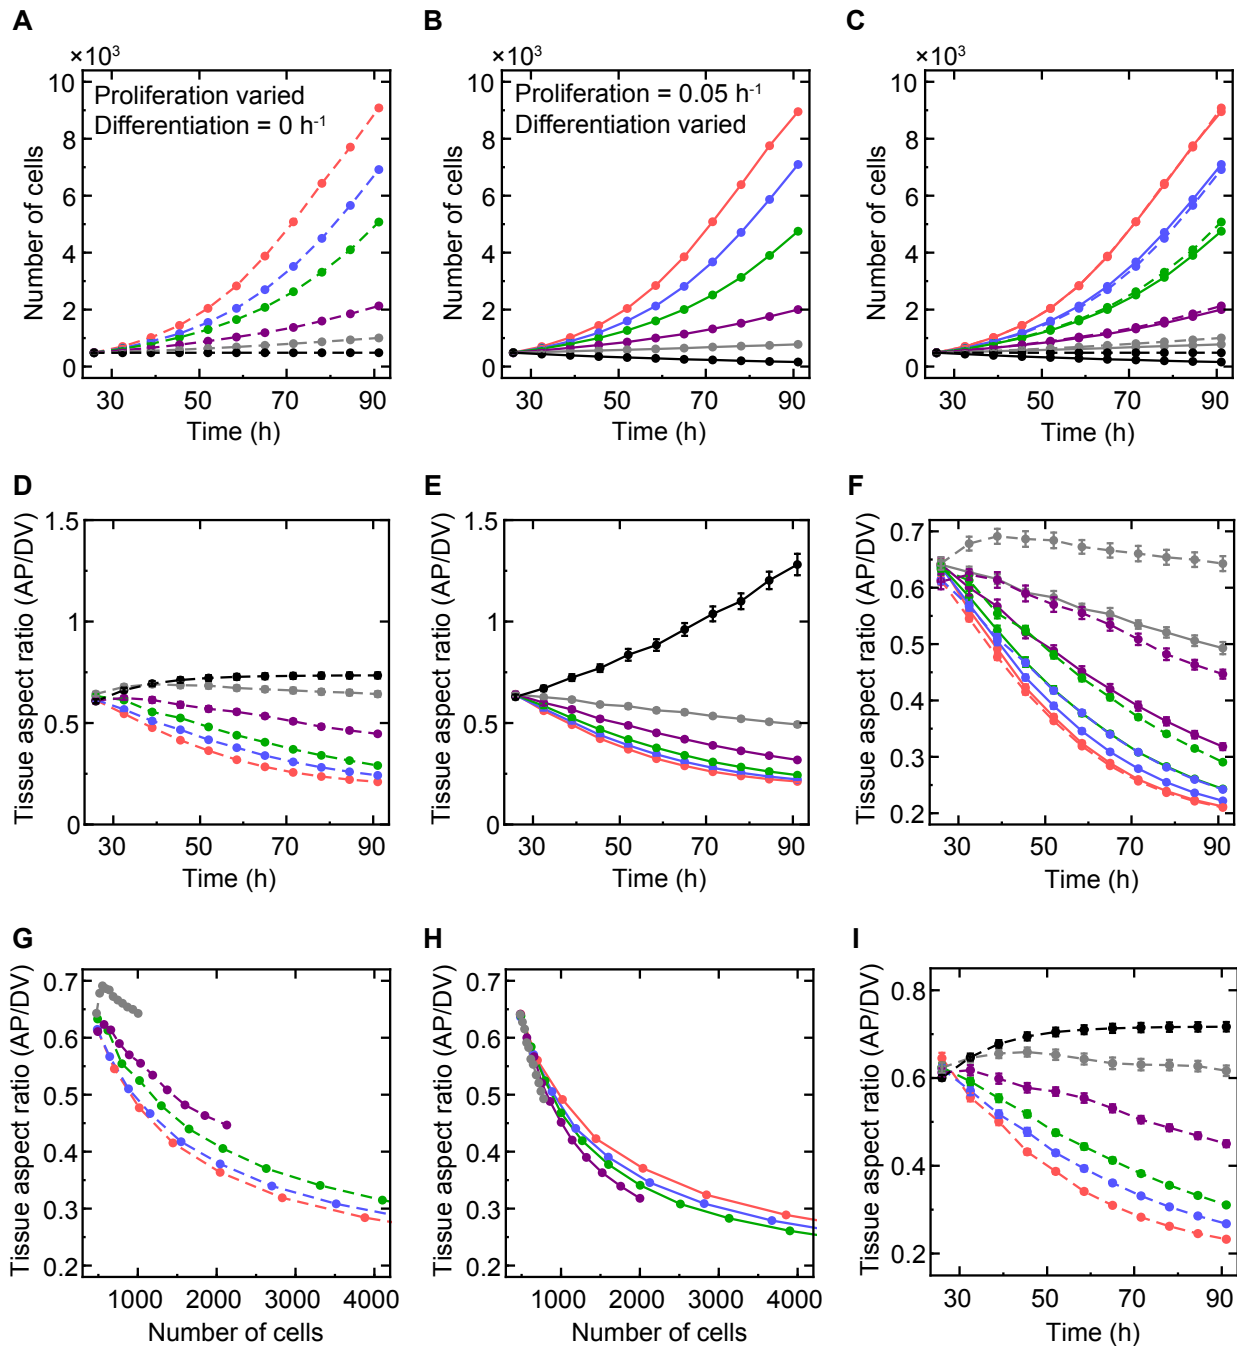 A
B
C
×10³
×10³
×10³
10
8
6
4
2
0
Number of cells
Proliferation varied
Differentiation = 0 h⁻¹
30
50
70
90
Time (h)
10
8
6
4
2
0
Number of cells
Proliferation = 0.05 h⁻¹
Differentiation varied
30
50
70
90
Time (h)
10
8
6
4
2
0
Number of cells
30
50
70
90
Time (h)
D
E
F
1.5
1
0.5
0
Tissue aspect ratio (AP/DV)
30
50
70
90
Time (h)
1.5
1
0.5
0
Tissue aspect ratio (AP/DV)
30
50
70
90
Time (h)
0.7
0.6
0.5
0.4
0.3
0.2
Tissue aspect ratio (AP/DV)
30
50
70
90
Time (h)
G
H
I
0.7
0.6
0.5
0.4
0.3
0.2
Tissue aspect ratio (AP/DV)
1000
2000
3000
4000
Number of cells
0.7
0.6
0.5
0.4
0.3
0.2
Tissue aspect ratio (AP/DV)
1000
2000
3000
4000
Number of cells
0.8
0.6
0.4
0.2
Tissue aspect ratio (AP/DV)
30
50
70
90
Time (h)